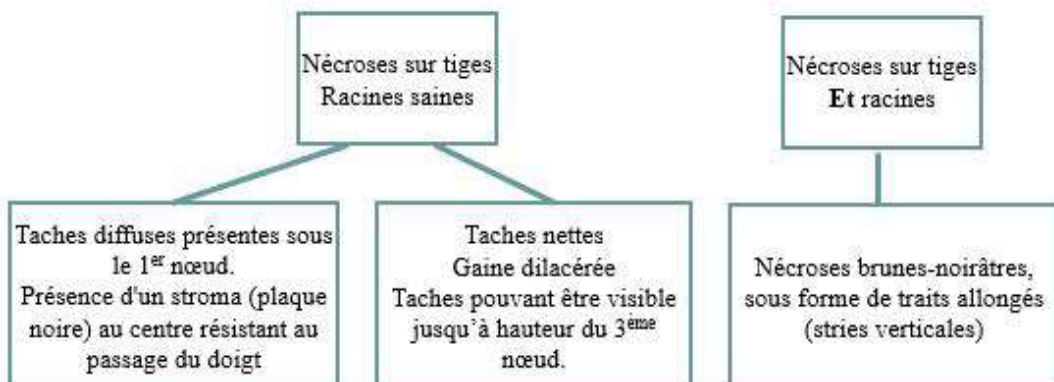 Nécroses sur tiges
Racines saines
Nécroses sur tiges
Et racines
Taches diffuses présentes sous
le 1er nœud.
Présence d'un stroma (plaque
noire) au centre résistant au
passage du doigt
Taches nettes
Gaine dilacérée
Taches pouvant être visible
jusqu'à hauteur du 3ème
nœud.
Nécroses brunes-noirâtres,
sous forme de traits allongés
(stries verticales)